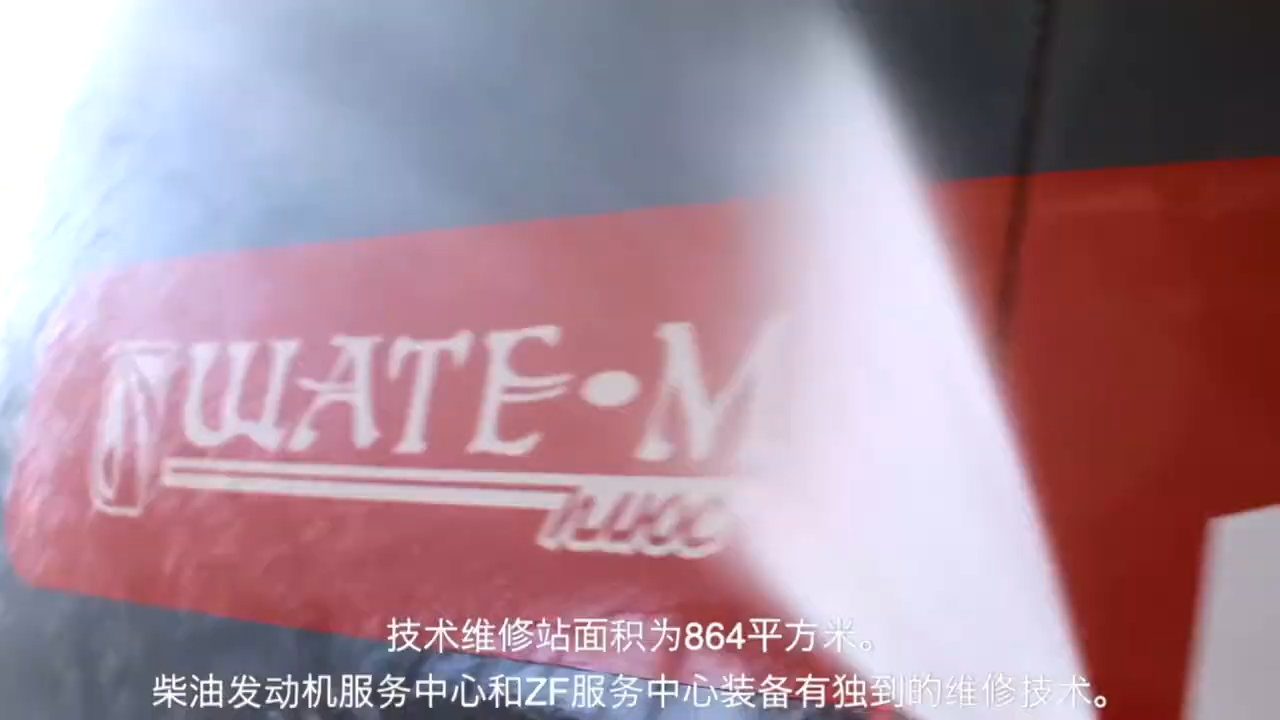 ШАТЕ•М
плюс
技术维修站面积为864平方米。
柴油发动机服务中心和ZF服务中心装备有独到的维修技术。